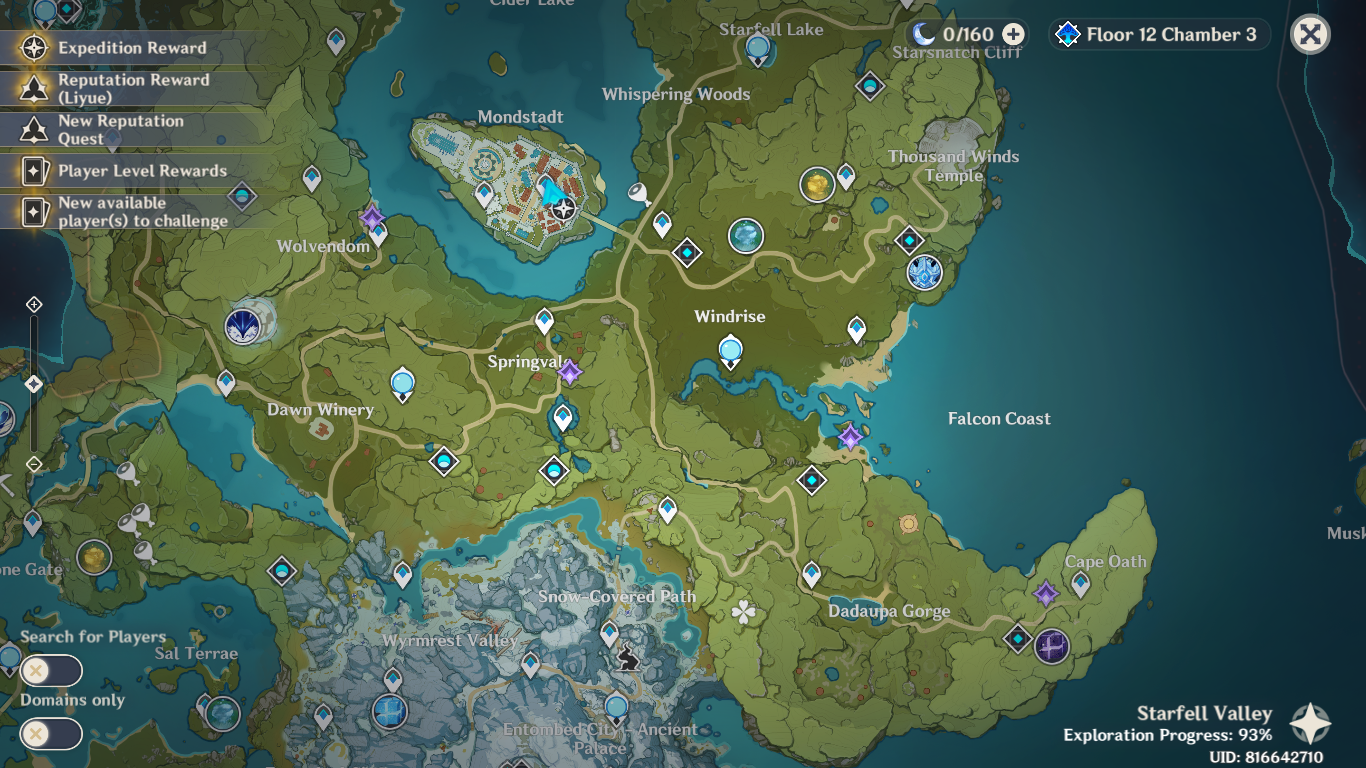 Cider Lake
Expedition Reward
Reputation Reward
(Liyue)
New Reputation
Quest
Player Level Rewards
New available
player(s) to challenge
Starfell Lake
0/160
Floor 12 Chamber 3
Starsnatch Cliff
Whispering Woods
Mondstadt
Thousand Winds
Temple
Wolvendom
Windrise
Springvale
Dawn Winery
Falcon Coast
Cape Oath
Snow-Covered Path
Dadaupa Gorge
Wyrmrest Valley
Search for Players
Sal Terrae
Domains only
Entombed City - Ancient
Palace
Musk
one Gate
Starfell Valley
Exploration Progress: 93%
UID: 816642710